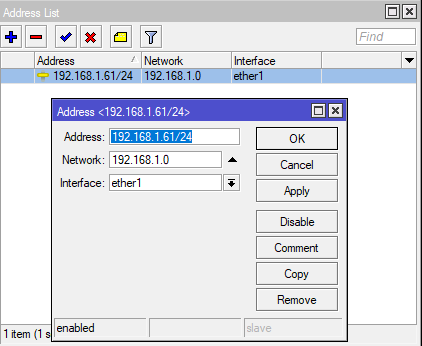 Address List
Find
Address Network Interface
192.168.1.61/24 192.168.1.0 ether1
Address <192.168.1.61/24>
Address: 192.168.1.61/24
Network: 192.168.1.0
Interface: ether1
OK
Cancel
Apply
Disable
Comment
Copy
Remove
enabled slave
1 item (1 s